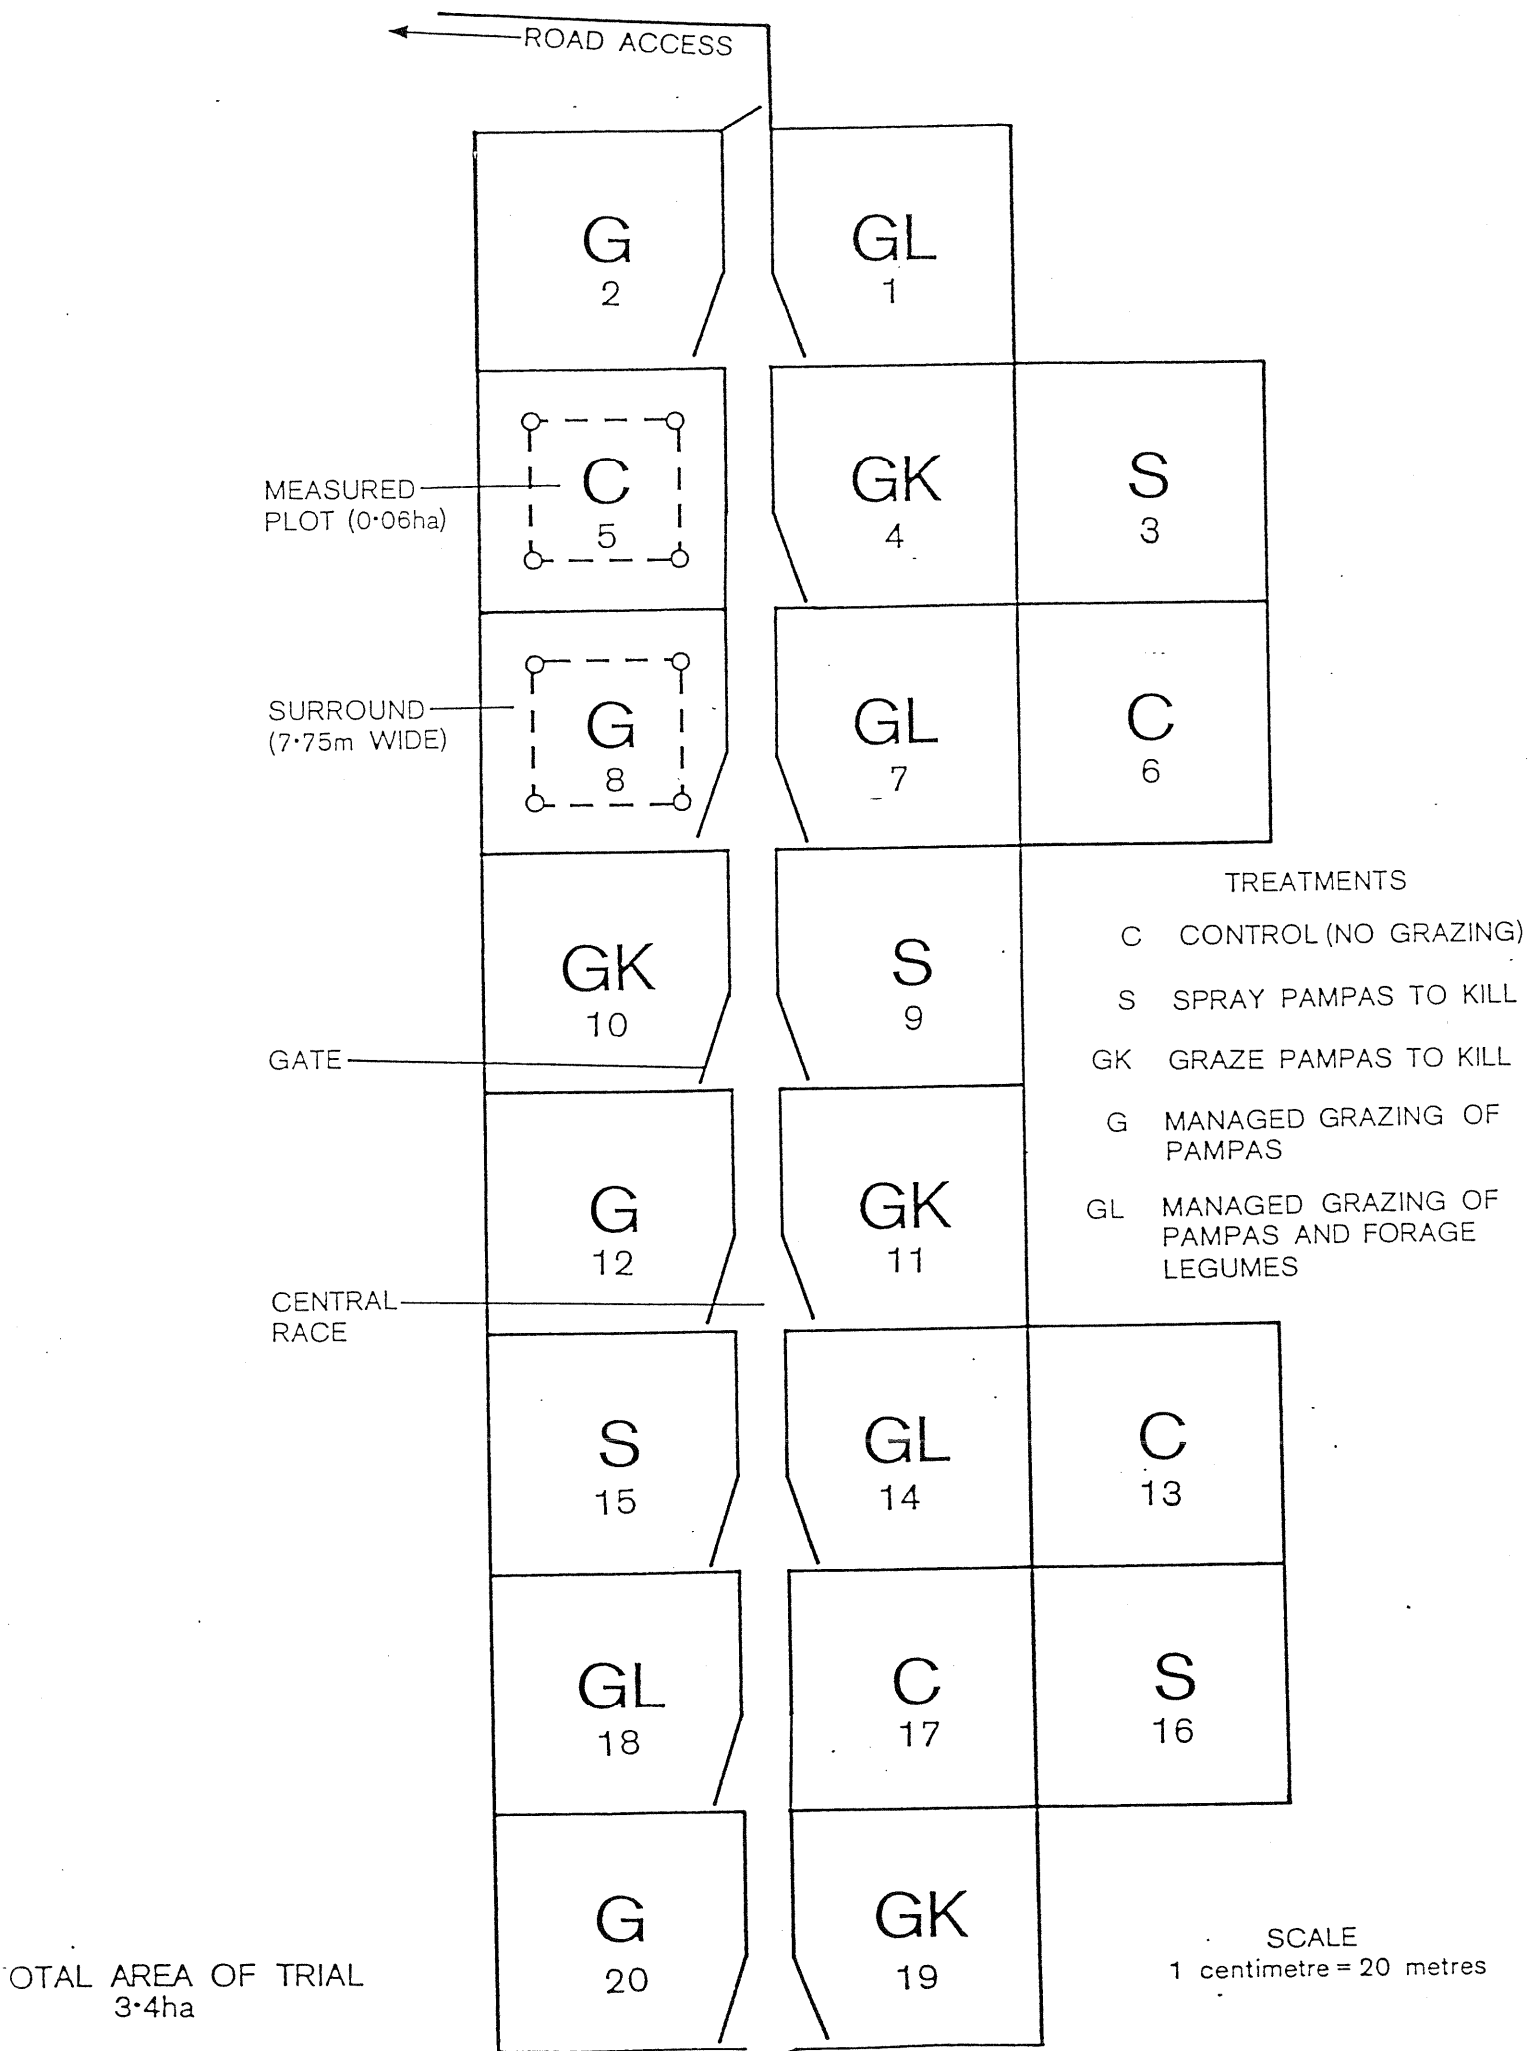 ROAD ACCESS
G
2
GL
1
MEASURED
PLOT (0·06ha)
C
5
GK
4
S
3
SURROUND
(7·75m WIDE)
G
8
GL
7
C
6
GK
10
S
9
GATE
TREATMENTS
C CONTROL (NO GRAZING)
S SPRAY PAMPAS TO KILL
GK GRAZE PAMPAS TO KILL
G MANAGED GRAZING OF
PAMPAS
GL MANAGED GRAZING OF
PAMPAS AND FORAGE
LEGUMES
G
12
GK
11
CENTRAL
RACE
S
15
GL
14
C
13
GL
18
C
17
S
16
G
20
GK
19
OTAL AREA OF TRIAL
3·4ha
SCALE
1 centimetre = 20 metres